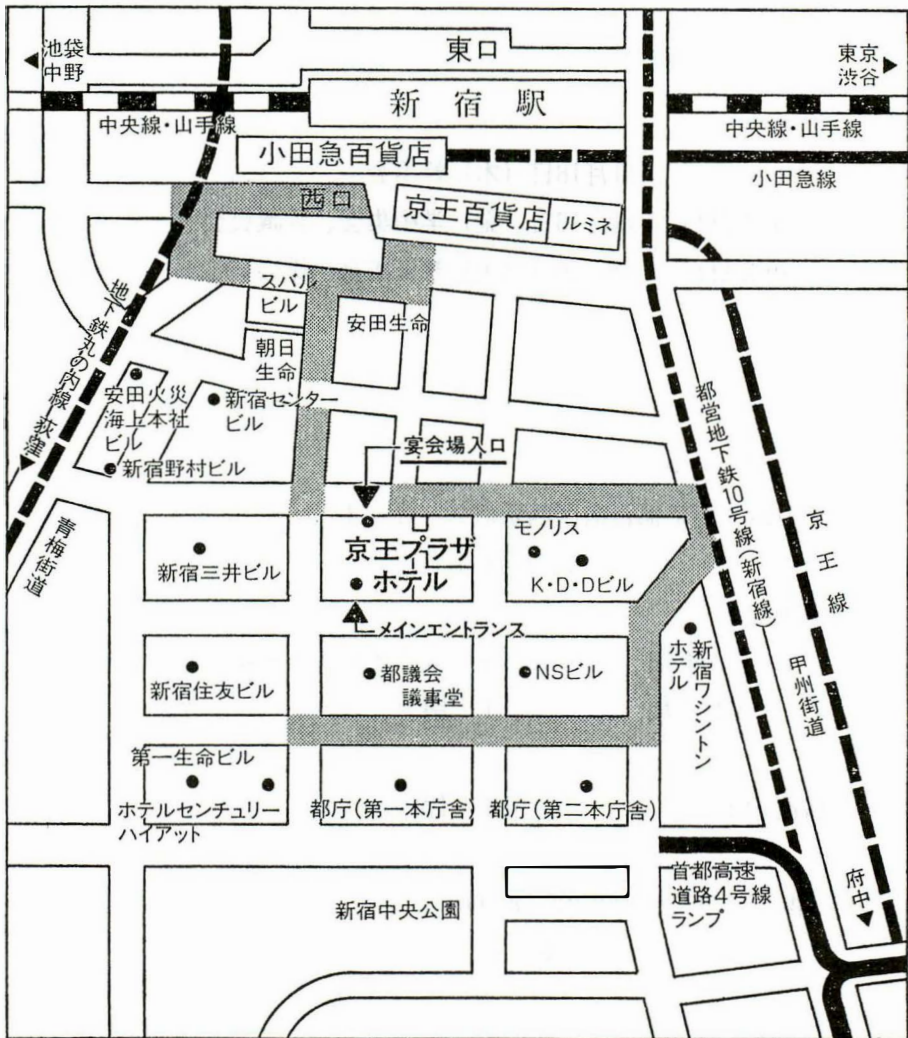 池袋
中野
東口
東京
渋谷
新宿駅
中央線・山手線
中央線・山手線
小田急百貨店
小田急線
西口
京王百貨店
ルミネ
スバル
ビル
安田生命
朝日
生命
地下鉄丸の内線
荻窪
安田火災
海上本社
ビル
新宿センター
ビル
新宿野村ビル
宴会場入口
都営地下鉄10号線(新宿線)
京王線
青梅街道
新宿三井ビル
京王プラザ
ホテル
モノリス
K・D・Dビル
メインエントランス
新宿住友ビル
都議会
議事堂
NSビル
新宿ワシントン
ホテル
甲州街道
第一生命ビル
ホテルセンチュリー
ハイアット
都庁(第一本庁舎)
都庁(第二本庁舎)
新宿中央公園
首都高速
道路4号線
ランプ
府中